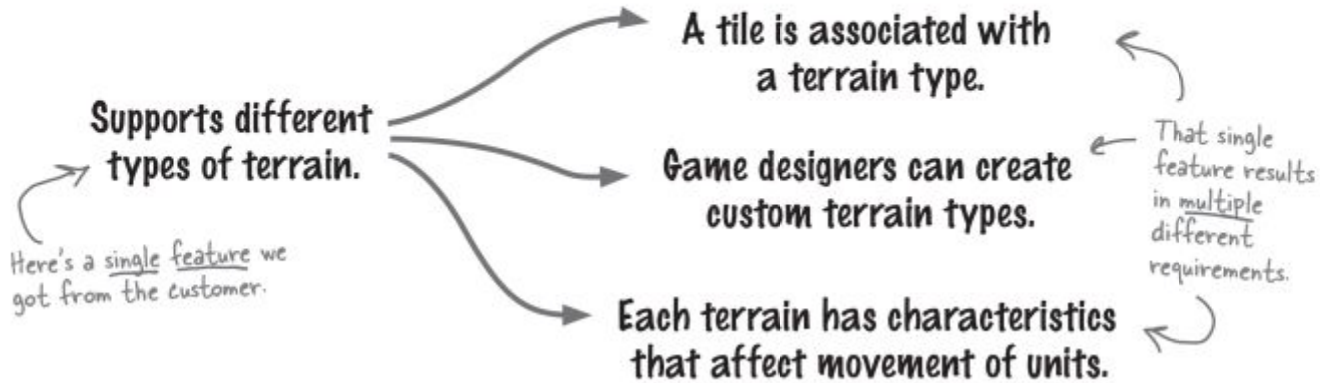 Supports different
types of terrain.
Here's a single feature we
got from the customer.
A tile is associated with
a terrain type.
Game designers can create
custom terrain types.
Each terrain has characteristics
that affect movement of units.
That single
feature results
in multiple
different
requirements.